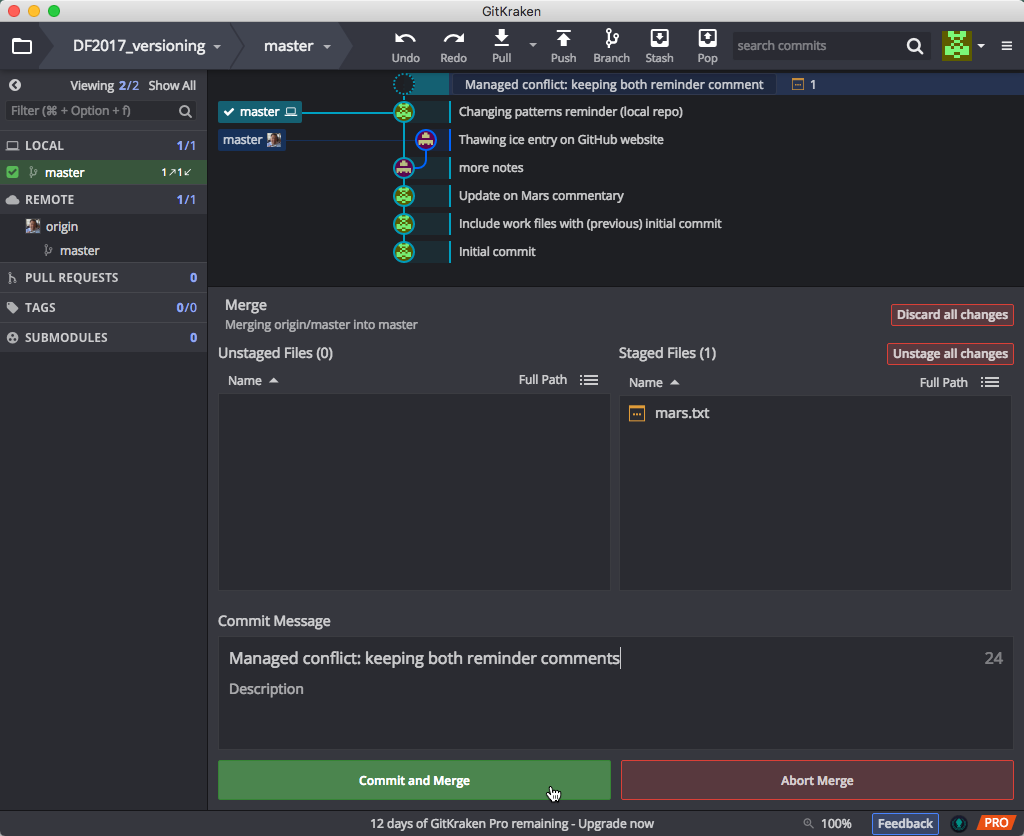 GitKraken
DF2017_versioning
master
Undo
Redo
Pull
Push
Branch
Stash
Pop
search commits
Viewing 2/2 Show All
Filter (⌘ + Option + f)
LOCAL 1/1
master 1↗1↙
REMOTE 1/1
origin
master
PULL REQUESTS 0
TAGS 0/0
SUBMODULES 0
Managed conflict: keeping both reminder comment 1
master Changing patterns reminder (local repo)
master Thawing ice entry on GitHub website
more notes
Update on Mars commentary
Include work files with (previous) initial commit
Initial commit
Merge
Merging origin/master into master
Discard all changes
Unstaged Files (0)
Name Full Path
Staged Files (1)
Unstage all changes
Name Full Path
mars.txt
Commit Message
Managed conflict: keeping both reminder comments 24
Description
Commit and Merge
Abort Merge
12 days of GitKraken Pro remaining - Upgrade now
100%
Feedback
PRO